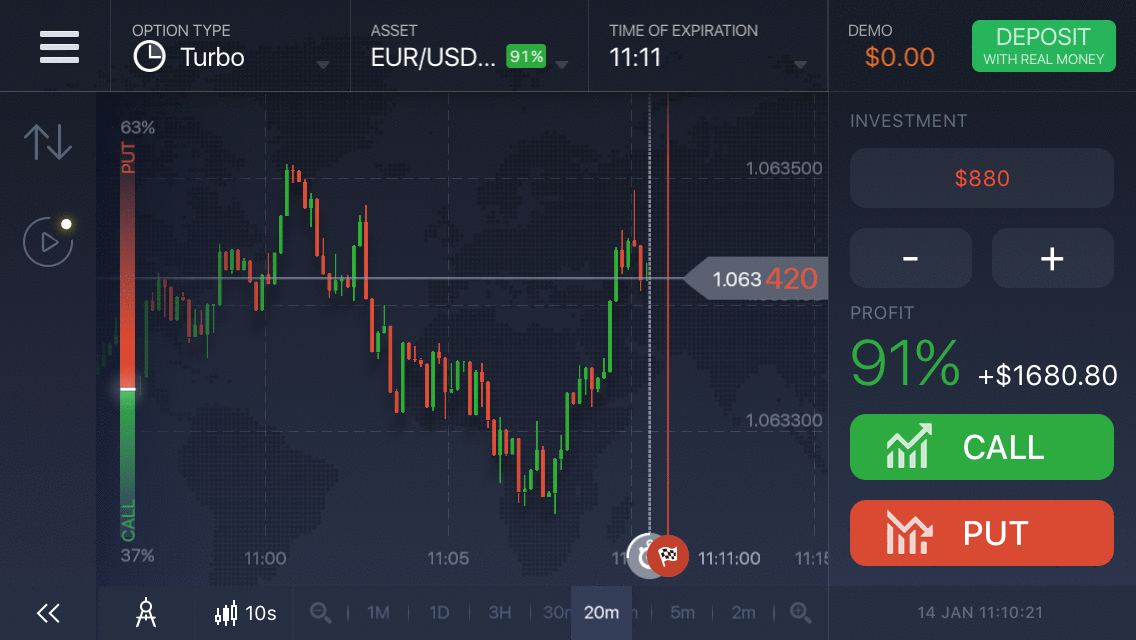 OPTION TYPE
Turbo
ASSET
EUR/USD... 91%
TIME OF EXPIRATION
11:11
DEMO
$0.00
DEPOSIT
WITH REAL MONEY
63%
PUT
CALL
37%
1.063500
1.063420
1.063300
11:00
11:05
11:11:00
11:15
INVESTMENT
$880
-
+
PROFIT
91% +$1680.80
CALL
PUT
10s
1M
1D
3H
20m
5m
2m
14 JAN 11:10:21